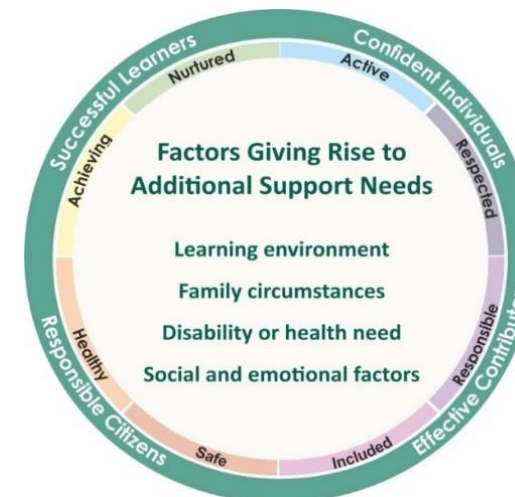 Successful Learners
Confident Individuals
Nurtured
Active
Achieving
Respected
Factors Giving Rise to
Additional Support Needs
Learning environment
Family circumstances
Disability or health need
Social and emotional factors
Healthy
Responsible
Safe
Included
Responsible Citizens
Effective